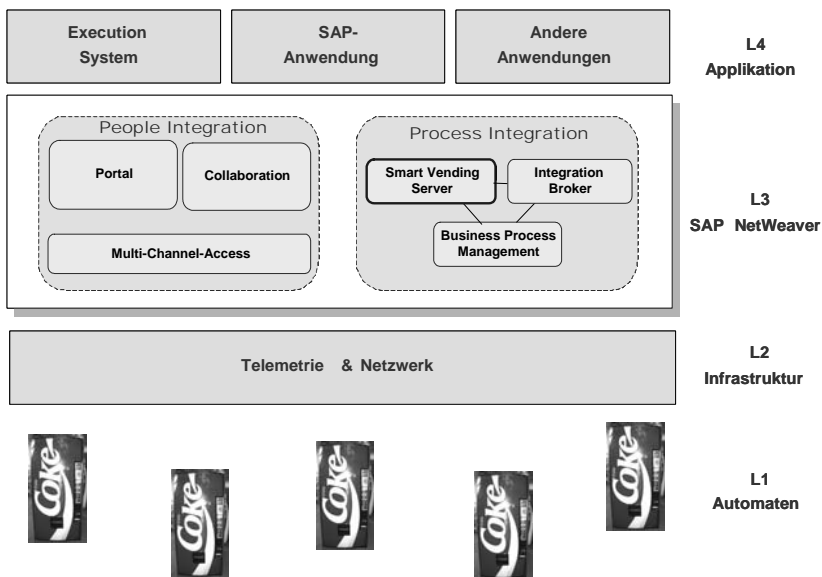 Execution
System
SAP-
Anwendung
Andere
Anwendungen
L4
Applikation
People Integration
Portal
Collaboration
Multi-Channel-Access
Process Integration
Smart Vending
Server
Integration
Broker
Business Process
Management
L3
SAP NetWeaver
Telemetrie & Netzwerk
L2
Infrastruktur
Coke
Coke
Coke
Coke
Coke
L1
Automaten